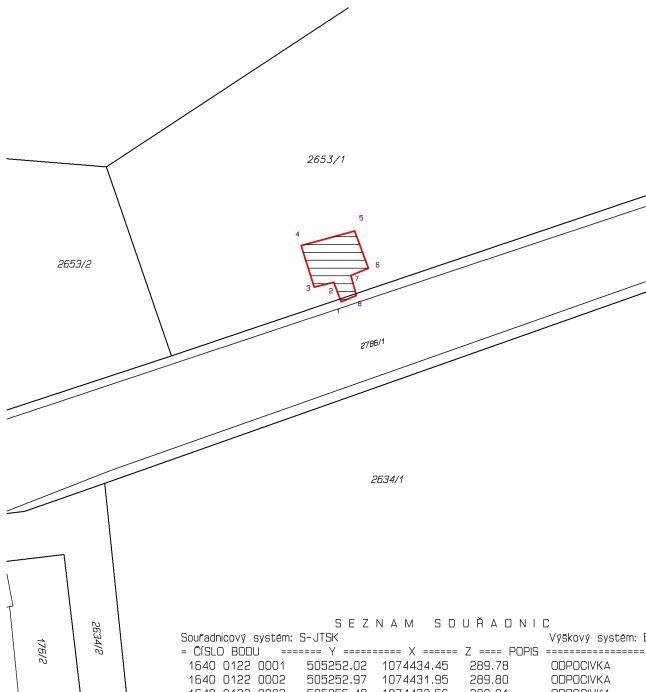 2653/1
5
4
2653/2
6
7
3
2
8
1
2786/1
2634/1
176/2
2634/2
SEZNAM SOUŘADNIC
Souřadnicový systém: S-JTSK Výškový systém:
= ČÍSLO BODU ======= Y ========== X ====== Z ==== POPIS ==================
1640 0122 0001 505252.02 1074434.45 289.78 ODPOCIVKA
1640 0122 0002 505252.97 1074431.95 289.80 ODPOCIVKA